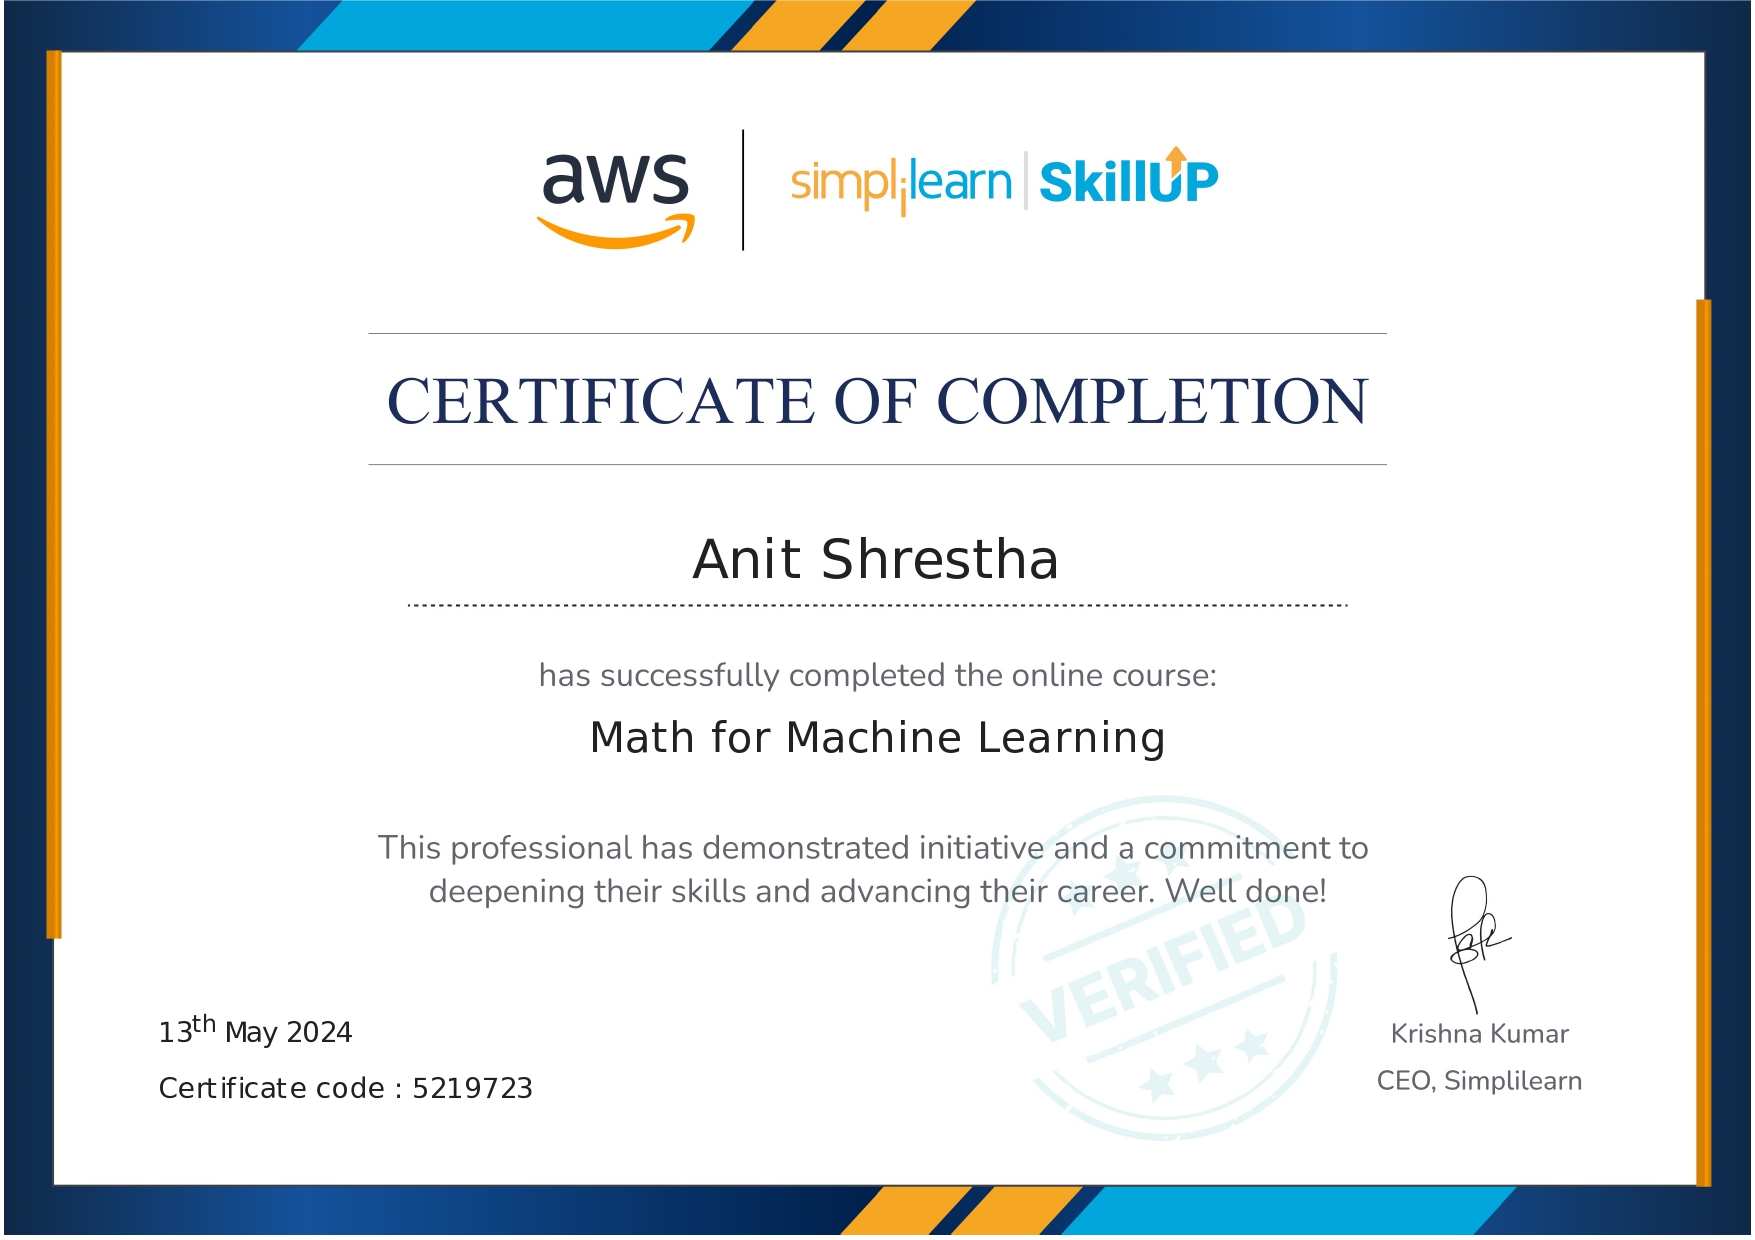 aws
simplilearn | SkillUP
CERTIFICATE OF COMPLETION
Anit Shrestha
has successfully completed the online course:
Math for Machine Learning
This professional has demonstrated initiative and a commitment to
deepening their skills and advancing their career. Well done!
VERIFIED
13th May 2024
Certificate code : 5219723
Krishna Kumar
CEO, Simplilearn